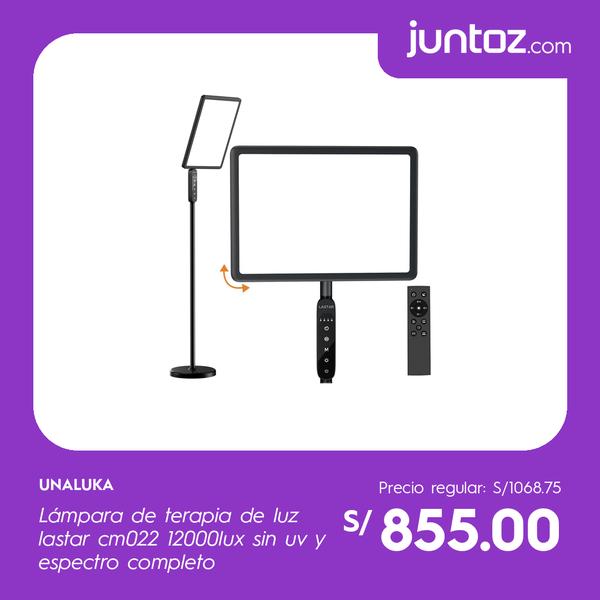 juntoz.com
LASTAR
UNALUKA
Precio regular: S/1068.75
Lámpara de terapia de luz
lastar cm022 12000lux sin uv y
espectro completo
S/ 855.00